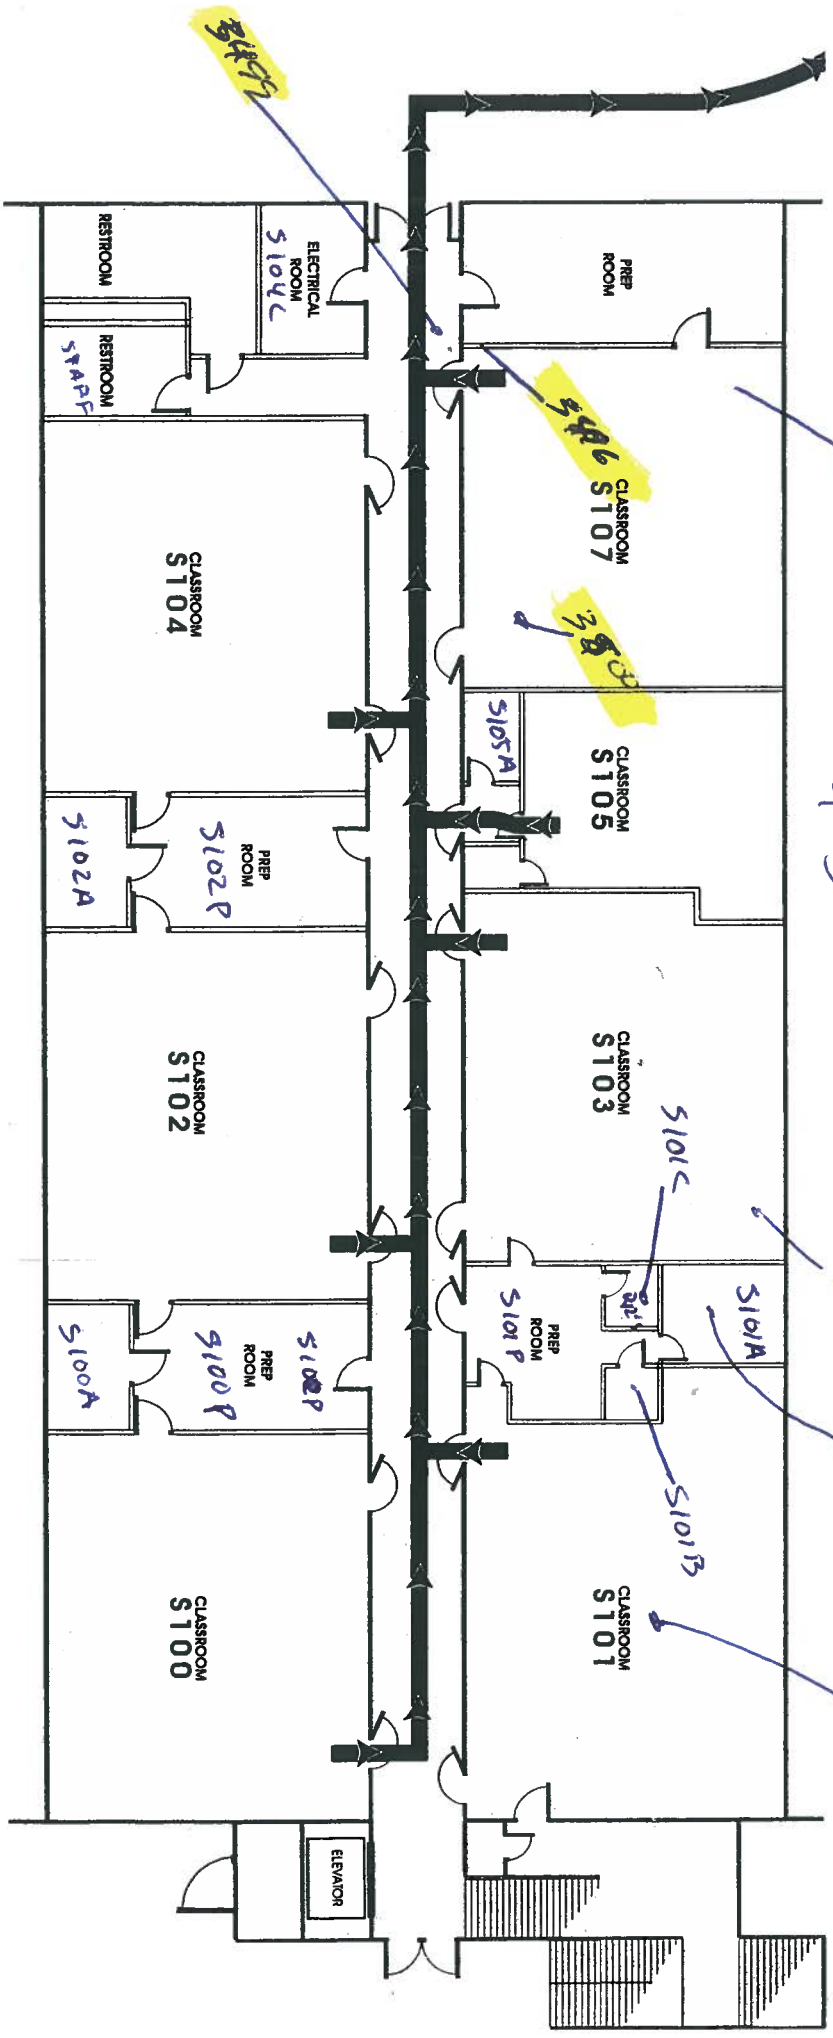 PREP
ROOM
CLASSROOM
S107
CLASSROOM
S105
S105A
CLASSROOM
S103
S101C
S101A
PREP
ROOM
S101P
S101B
CLASSROOM
S101
ELECTRICAL
ROOM
S104C
RESTROOM
RESTROOM
STAFF
CLASSROOM
S104
PREP
ROOM
S102P
S102A
CLASSROOM
S102
PREP
ROOM
S100P
S100A
CLASSROOM
S100
ELEVATOR